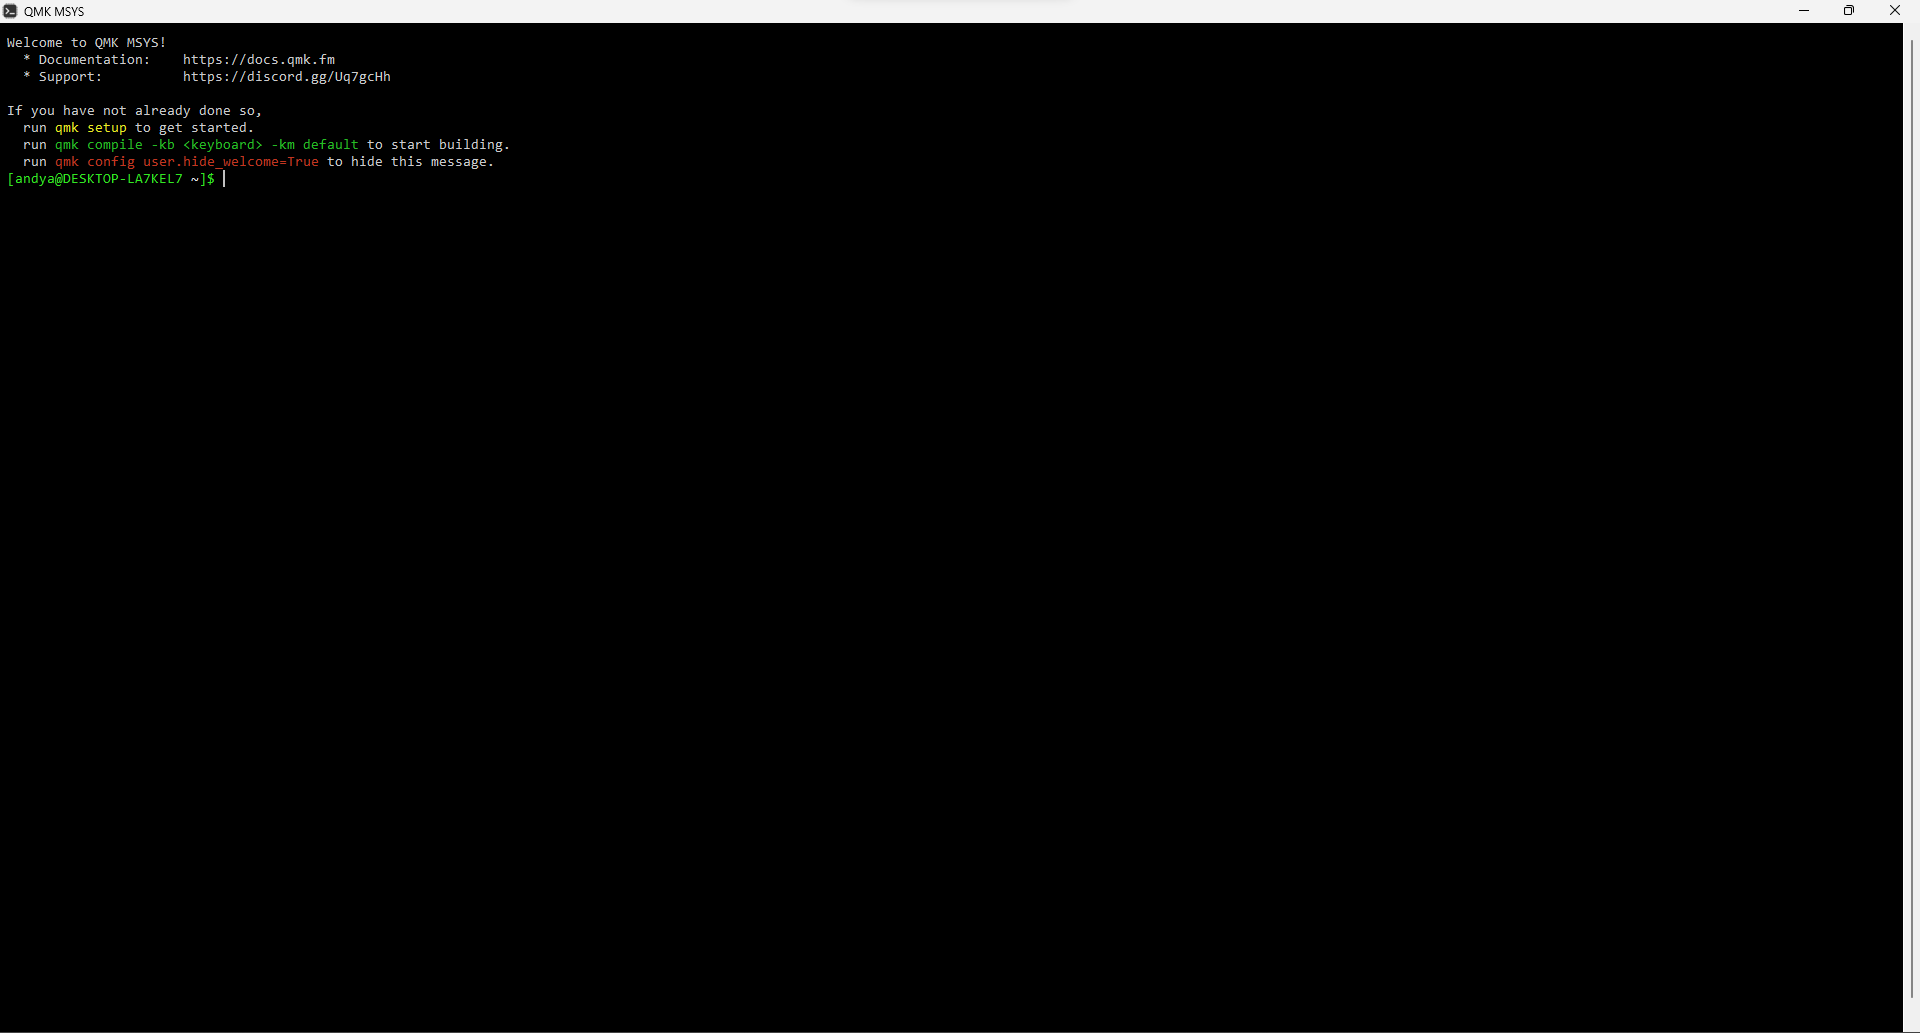 QMK MSYS
Welcome to QMK MSYS!
* Documentation: https://docs.qmk.fm
* Support: https://discord.gg/Uq7gcHh
If you have not already done so,
run qmk setup to get started.
run qmk compile -kb <keyboard> -km default to start building.
run qmk config user.hide_welcome=True to hide this message.
[andya@DESKTOP-LA7KEL7 ~]$